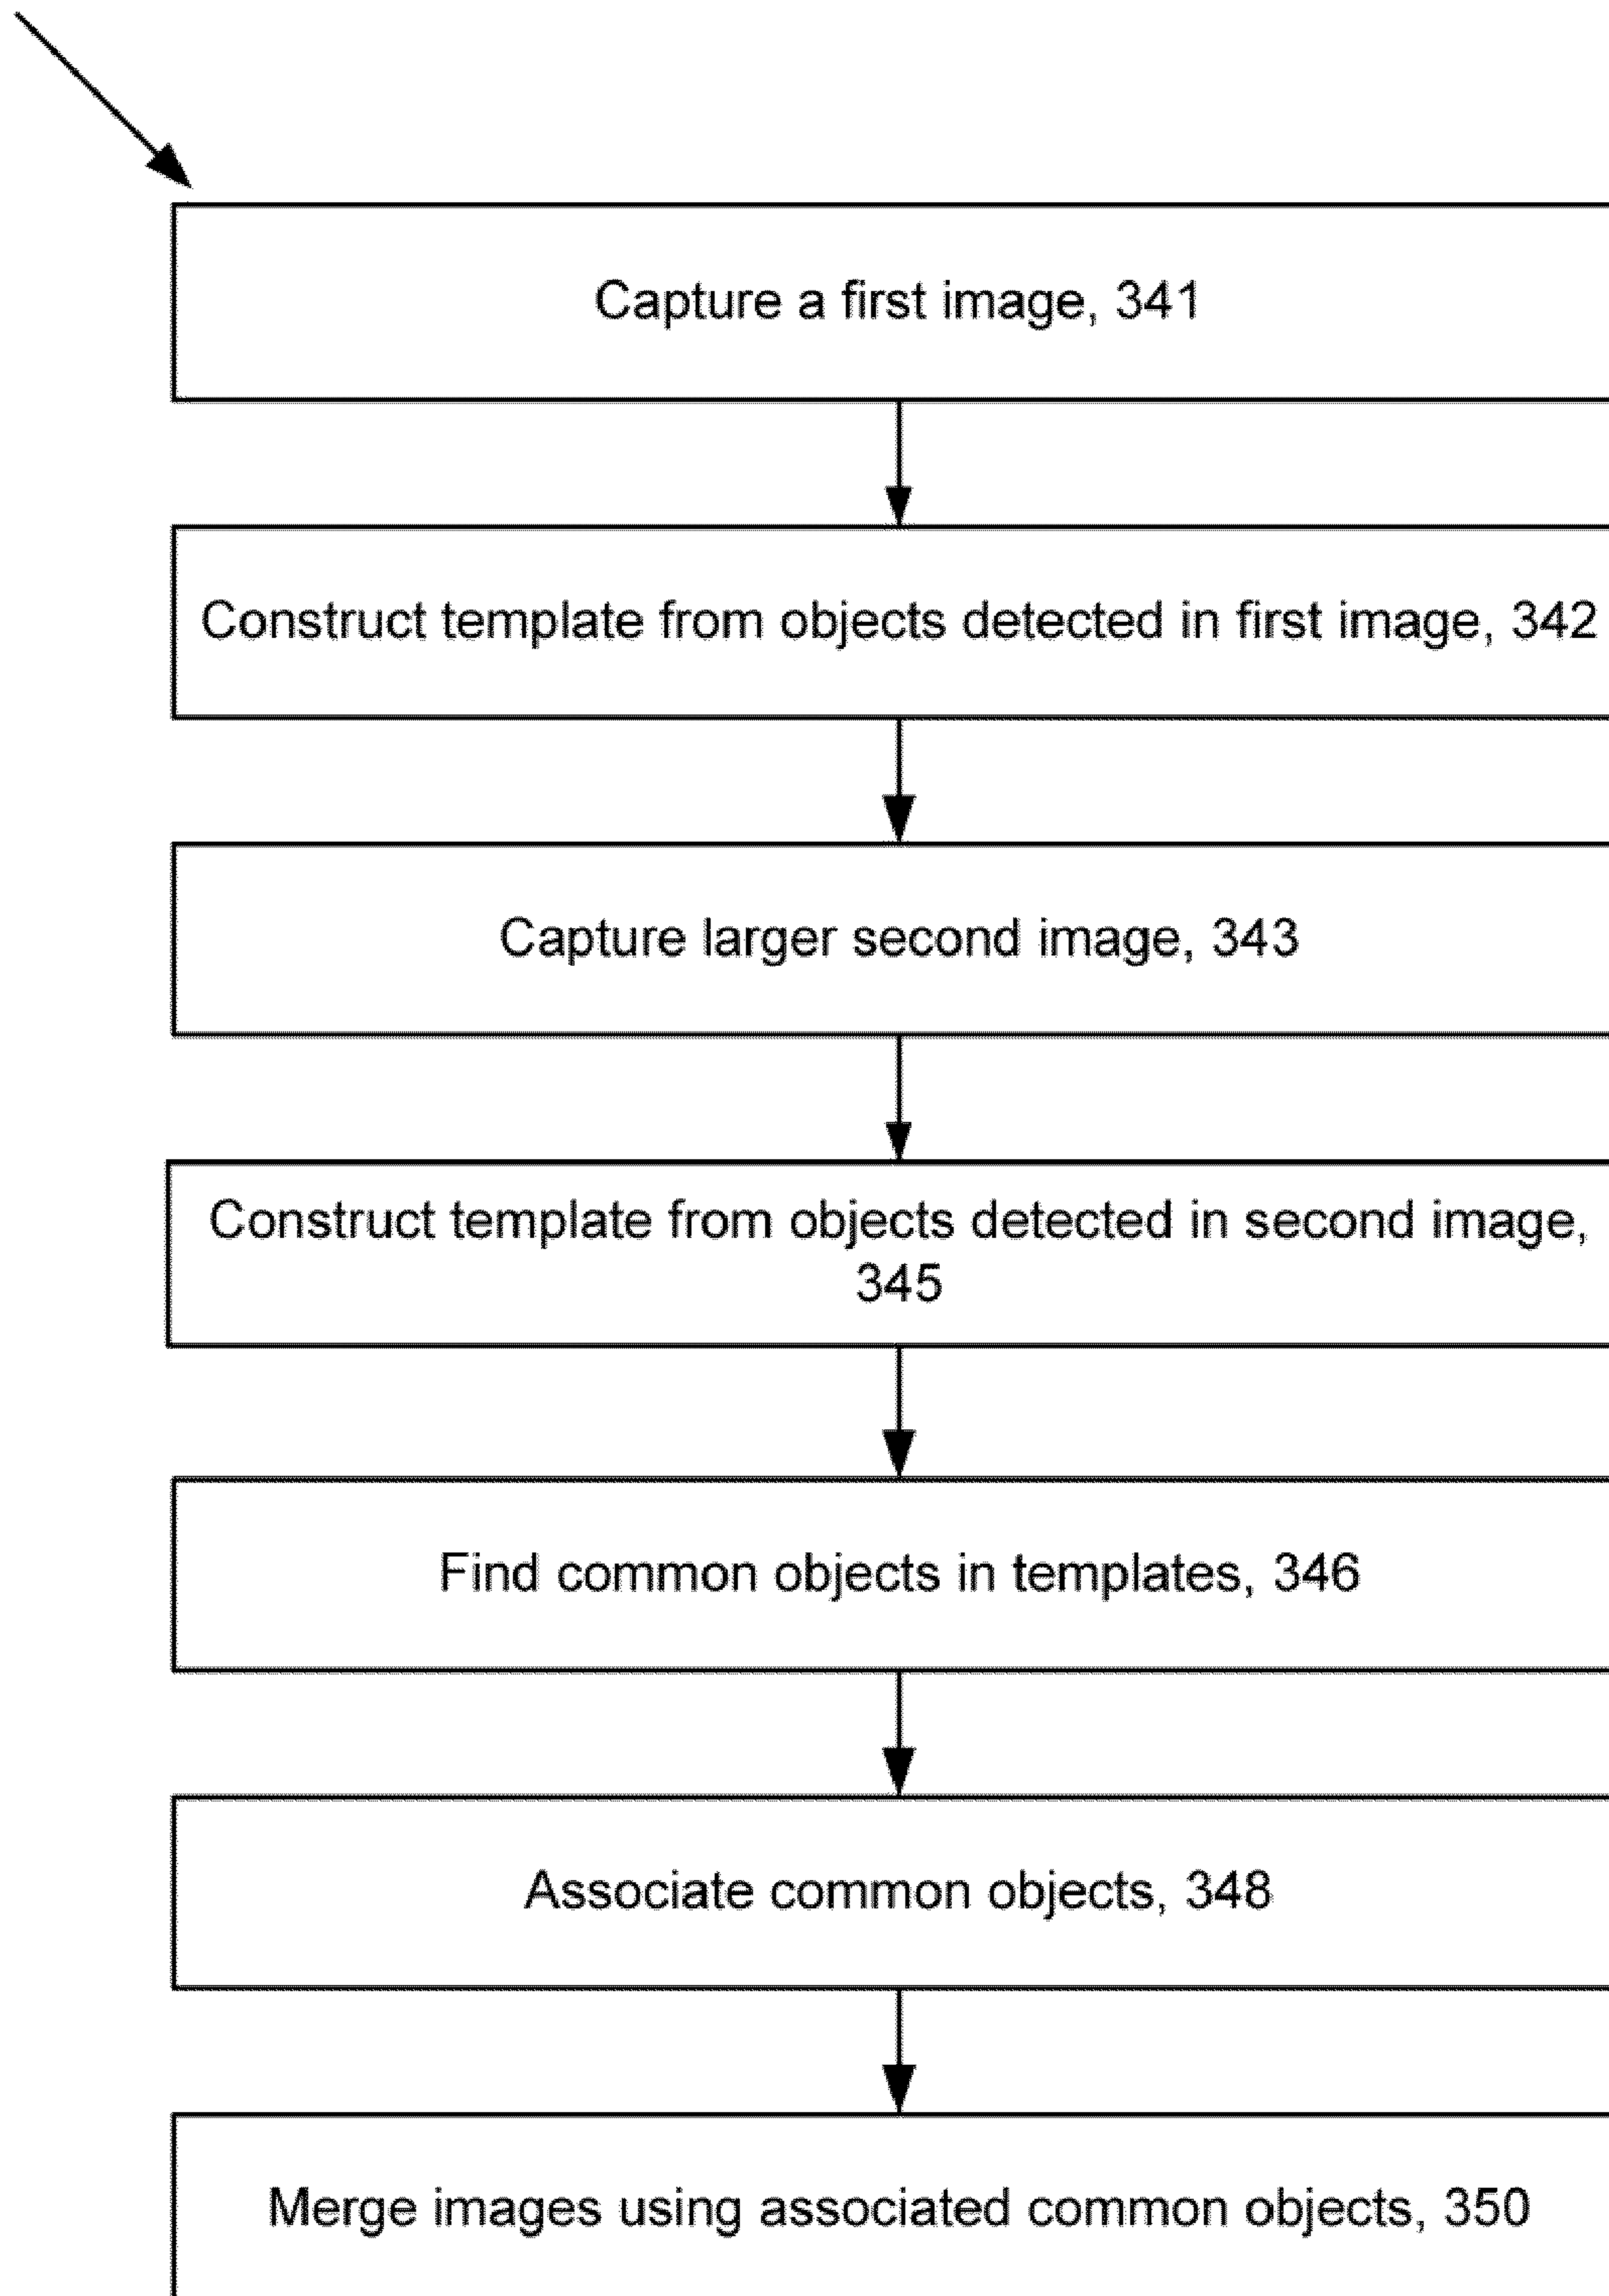 Capture a first image, 341
Construct template from objects detected in first image, 342
Capture larger second image, 343
Construct template from objects detected in second image,
345
Find common objects in templates, 346
Associate common objects, 348
Merge images using associated common objects, 350